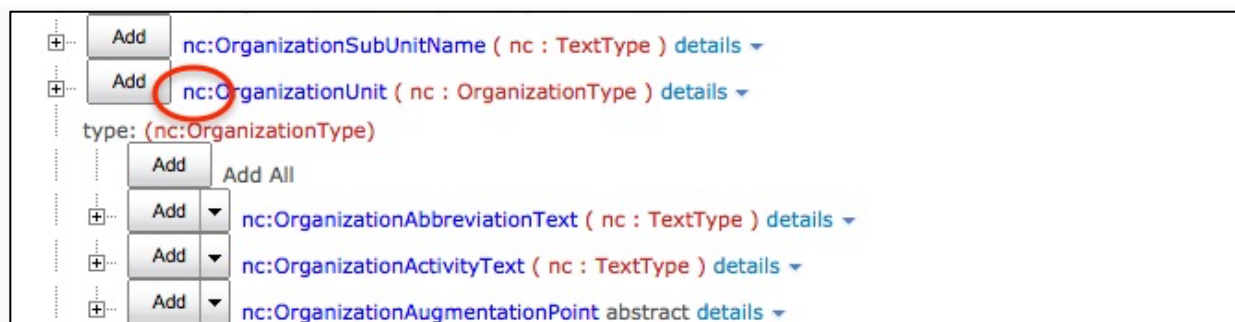 Add nc:OrganizationSubUnitName ( nc : TextType ) details
Add nc:OrganizationUnit ( nc : OrganizationType ) details
type: (nc:OrganizationType)
Add Add All
Add nc:OrganizationAbbreviationText ( nc : TextType ) details
Add nc:OrganizationActivityText ( nc : TextType ) details
Add nc:OrganizationAugmentationPoint abstract details